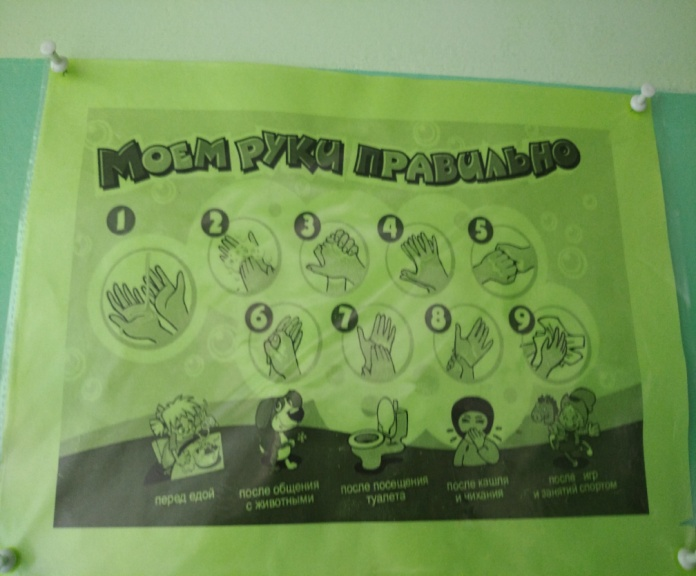 Моем руки правильно
1 2 3 4 5
6 7 8 9
перед едой
после общения
с животными
после посещения
туалета
после кашля
и чихания
после игр
и занятий спортом